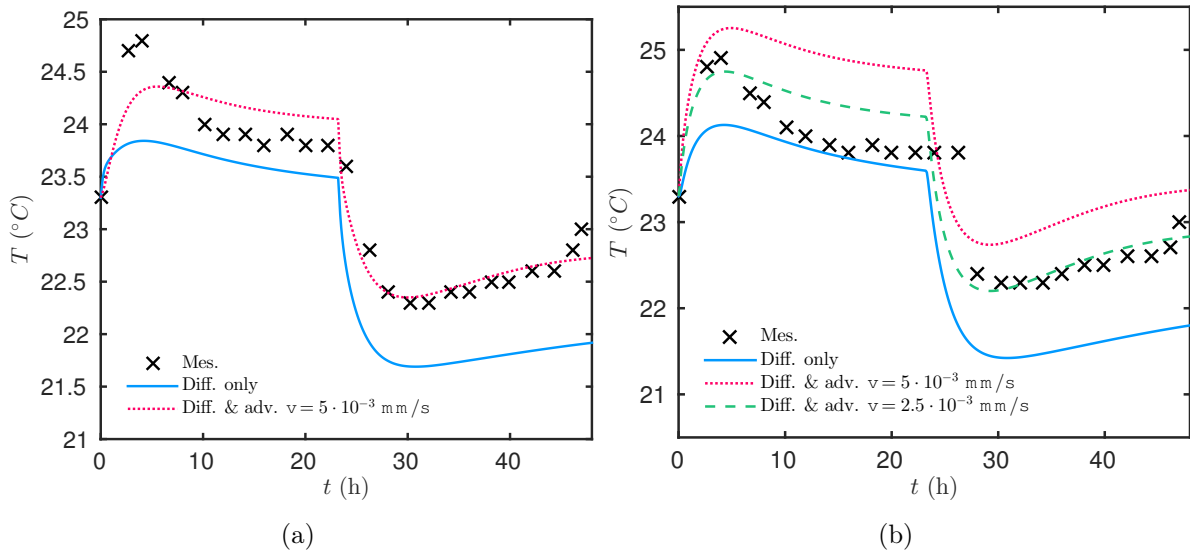 25
24.5
24
23.5
23
22.5
22
21.5
21
T (°C)
0 10 20 30 40
t (h)
Mes.
Diff. only
Diff. & adv. v = 5 · 10⁻³ mm/s
(a)
25
24
23
22
21
T (°C)
0 10 20 30 40
t (h)
Mes.
Diff. only
Diff. & adv. v = 5 · 10⁻³ mm/s
Diff. & adv. v = 2.5 · 10⁻³ mm/s
(b)